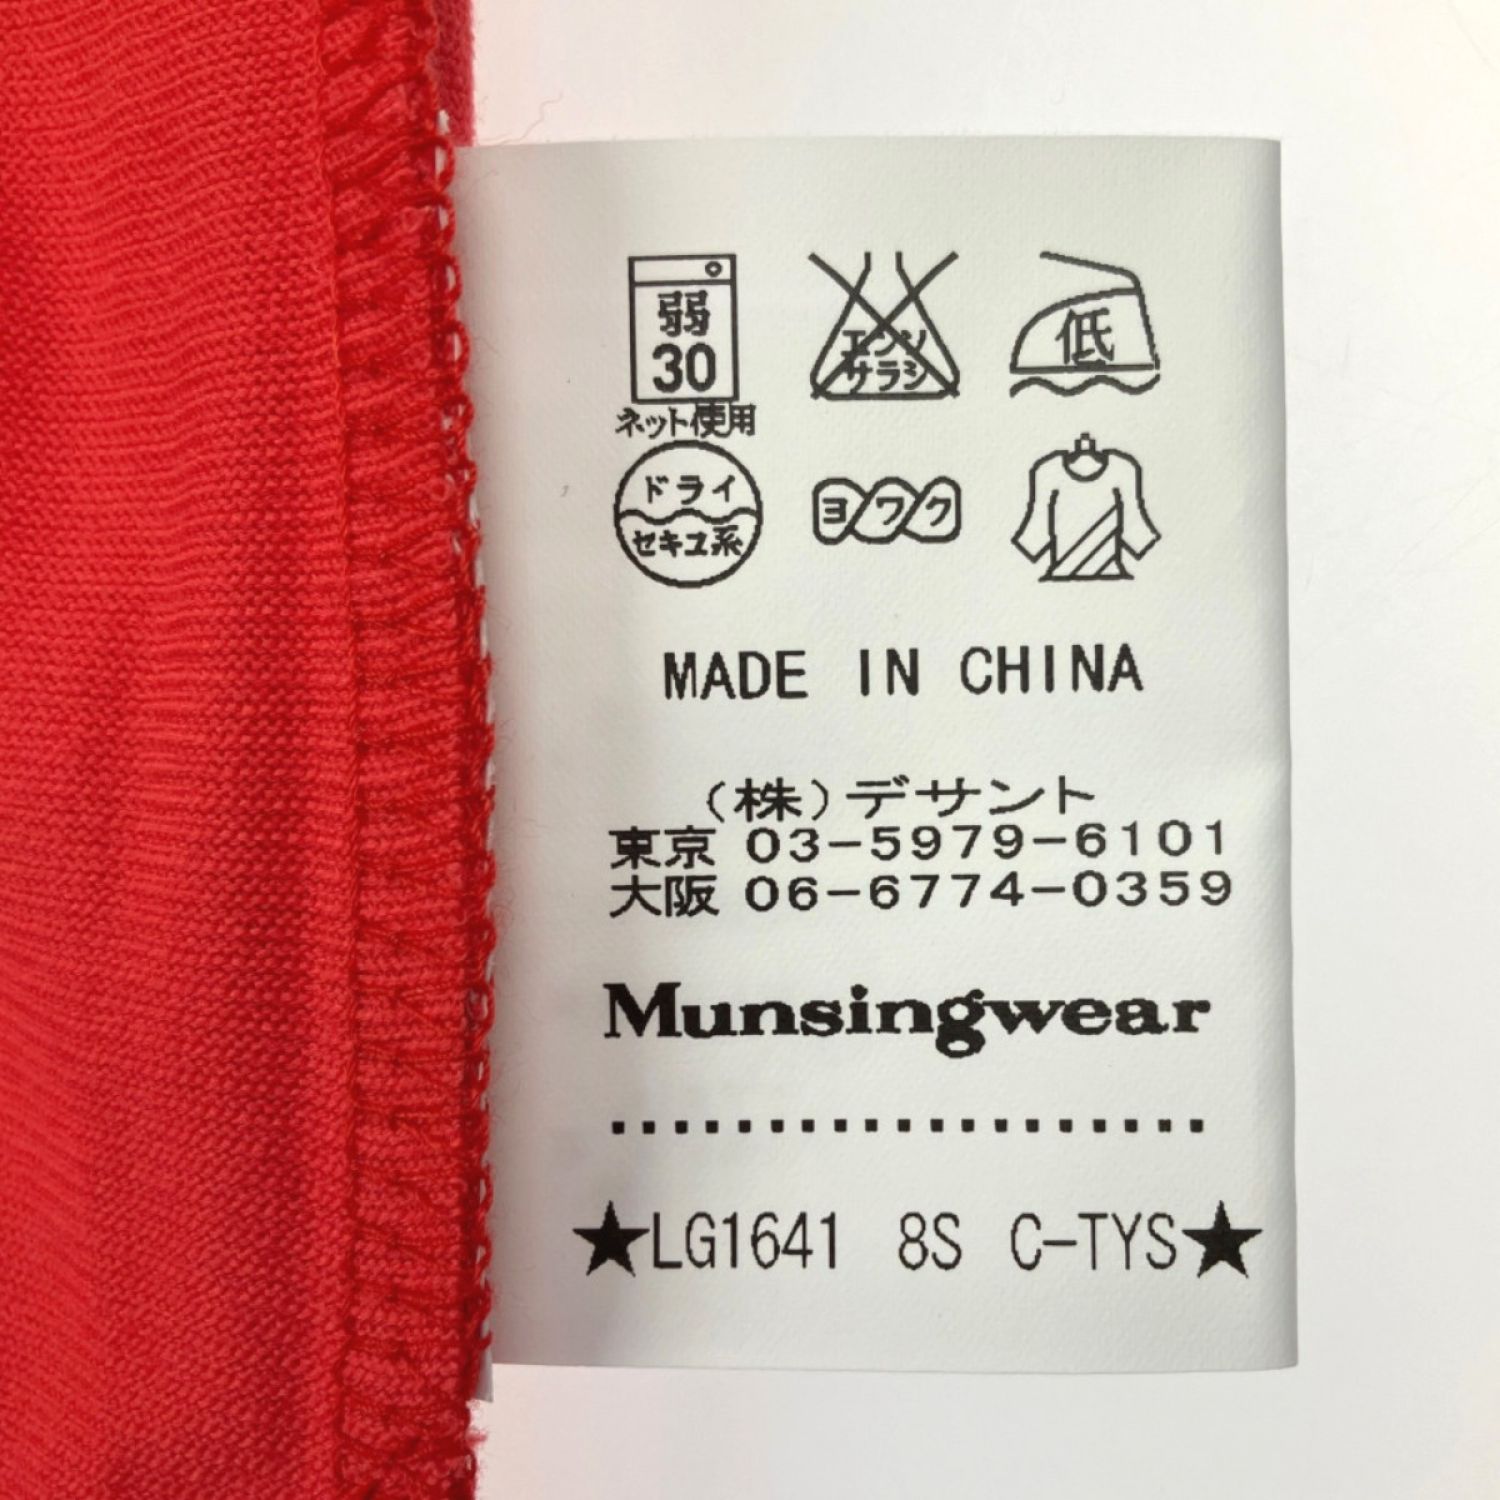 弱
30
ネット使用
エンソ
サラシ
低
ドライ
セキユ系
ヨワク
MADE IN CHINA
(株)デサント
東京 03-5979-6101
大阪 06-6774-0359
Munsingwear
★LG1641 8S C-TYS★